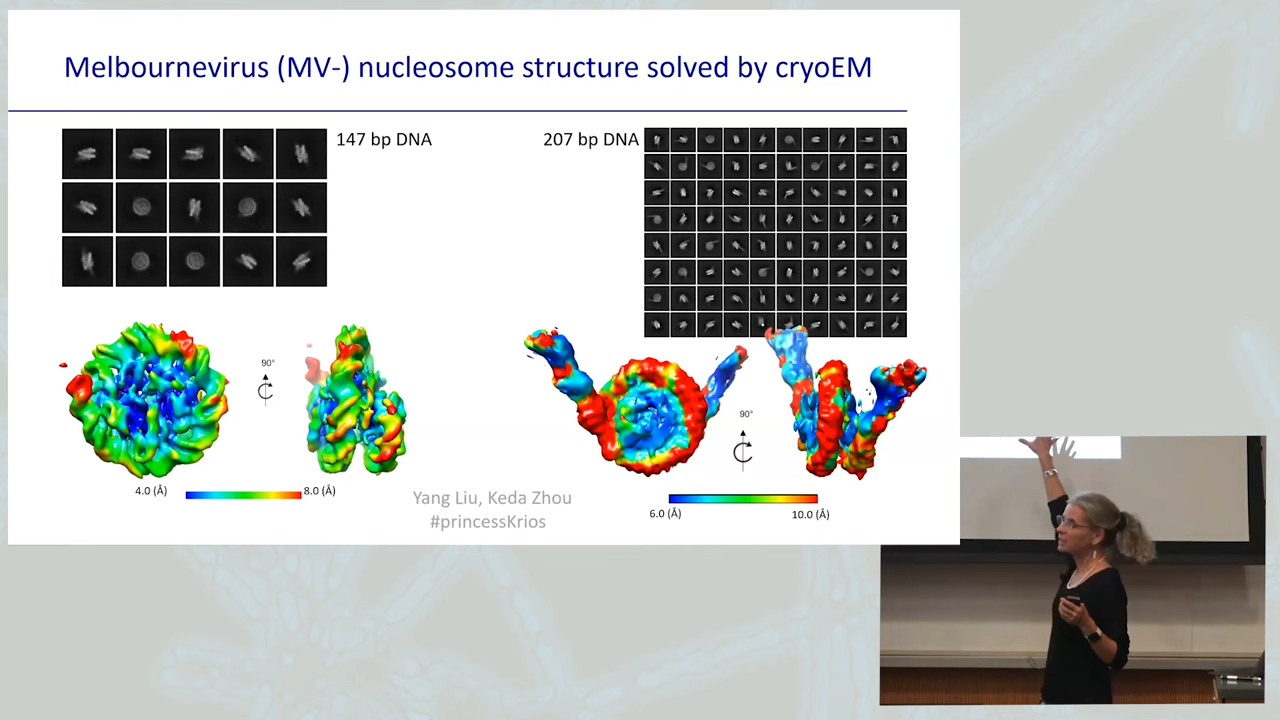 Melbournevirus (MV-) nucleosome structure solved by cryoEM
147 bp DNA
207 bp DNA
90°
90°
4.0 (Å)
8.0 (Å)
Yang Liu, Keda Zhou
#princessKrios
6.0 (Å)
10.0 (Å)